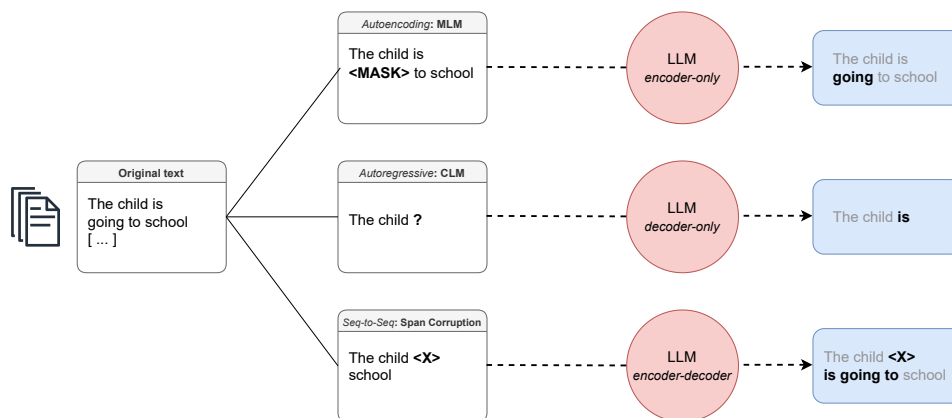 Autoencoding: MLM
The child is
<MASK> to school
LLM
encoder-only
The child is
going to school
Original text
The child is
going to school
[ ... ]
Autoregressive: CLM
The child ?
LLM
decoder-only
The child is
Seq-to-Seq: Span Corruption
The child <X>
school
LLM
encoder-decoder
The child <X>
is going to school